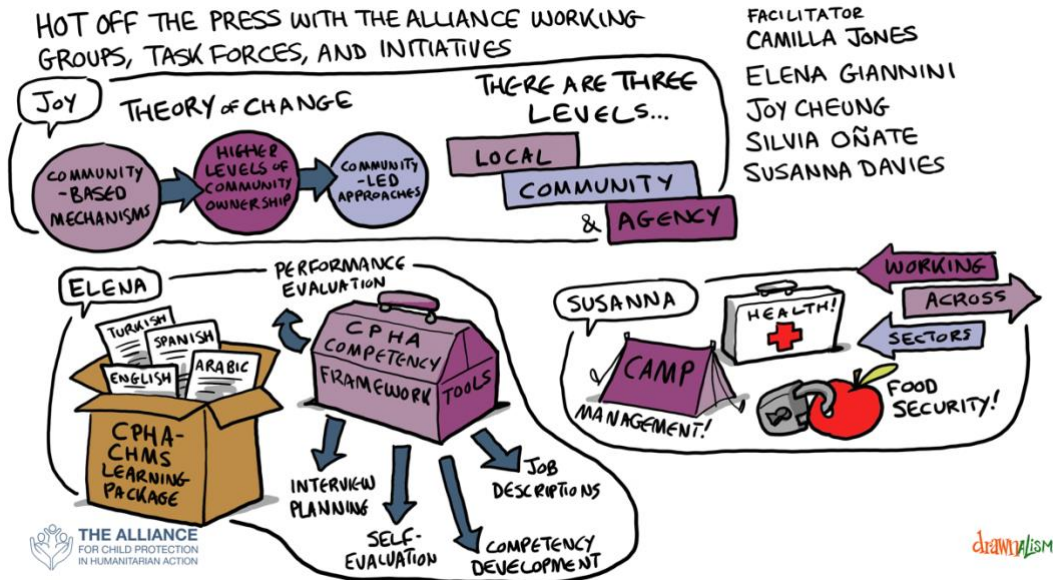 HOT OFF THE PRESS WITH THE ALLIANCE WORKING
GROUPS, TASK FORCES, AND INITIATIVES
FACILITATOR
CAMILLA JONES
ELENA GIANNINI
JOY CHEUNG
SILVIA OÑATE
SUSANNA DAVIES
JOY
THEORY OF CHANGE
COMMUNITY
-BASED
MECHANISMS
HIGHER
LEVELS OF
COMMUNITY
OWNERSHIP
COMMUNITY
-LED
APPROACHES
THERE ARE THREE
LEVELS...
LOCAL
COMMUNITY
& AGENCY
ELENA
TURKISH
SPANISH
ENGLISH
ARABIC
CPHA-
CHMS
LEARNING
PACKAGE
PERFORMANCE
EVALUATION
CPHA
COMPETENCY
FRAMEWORK
TOOLS
INTERVIEW
PLANNING
SELF-
EVALUATION
COMPETENCY
DEVELOPMENT
JOB
DESCRIPTIONS
SUSANNA
HEALTH!
CAMP
MANAGEMENT!
FOOD
SECURITY!
WORKING
ACROSS
SECTORS
THE ALLIANCE
FOR CHILD PROTECTION
IN HUMANITARIAN ACTION
drawnalism